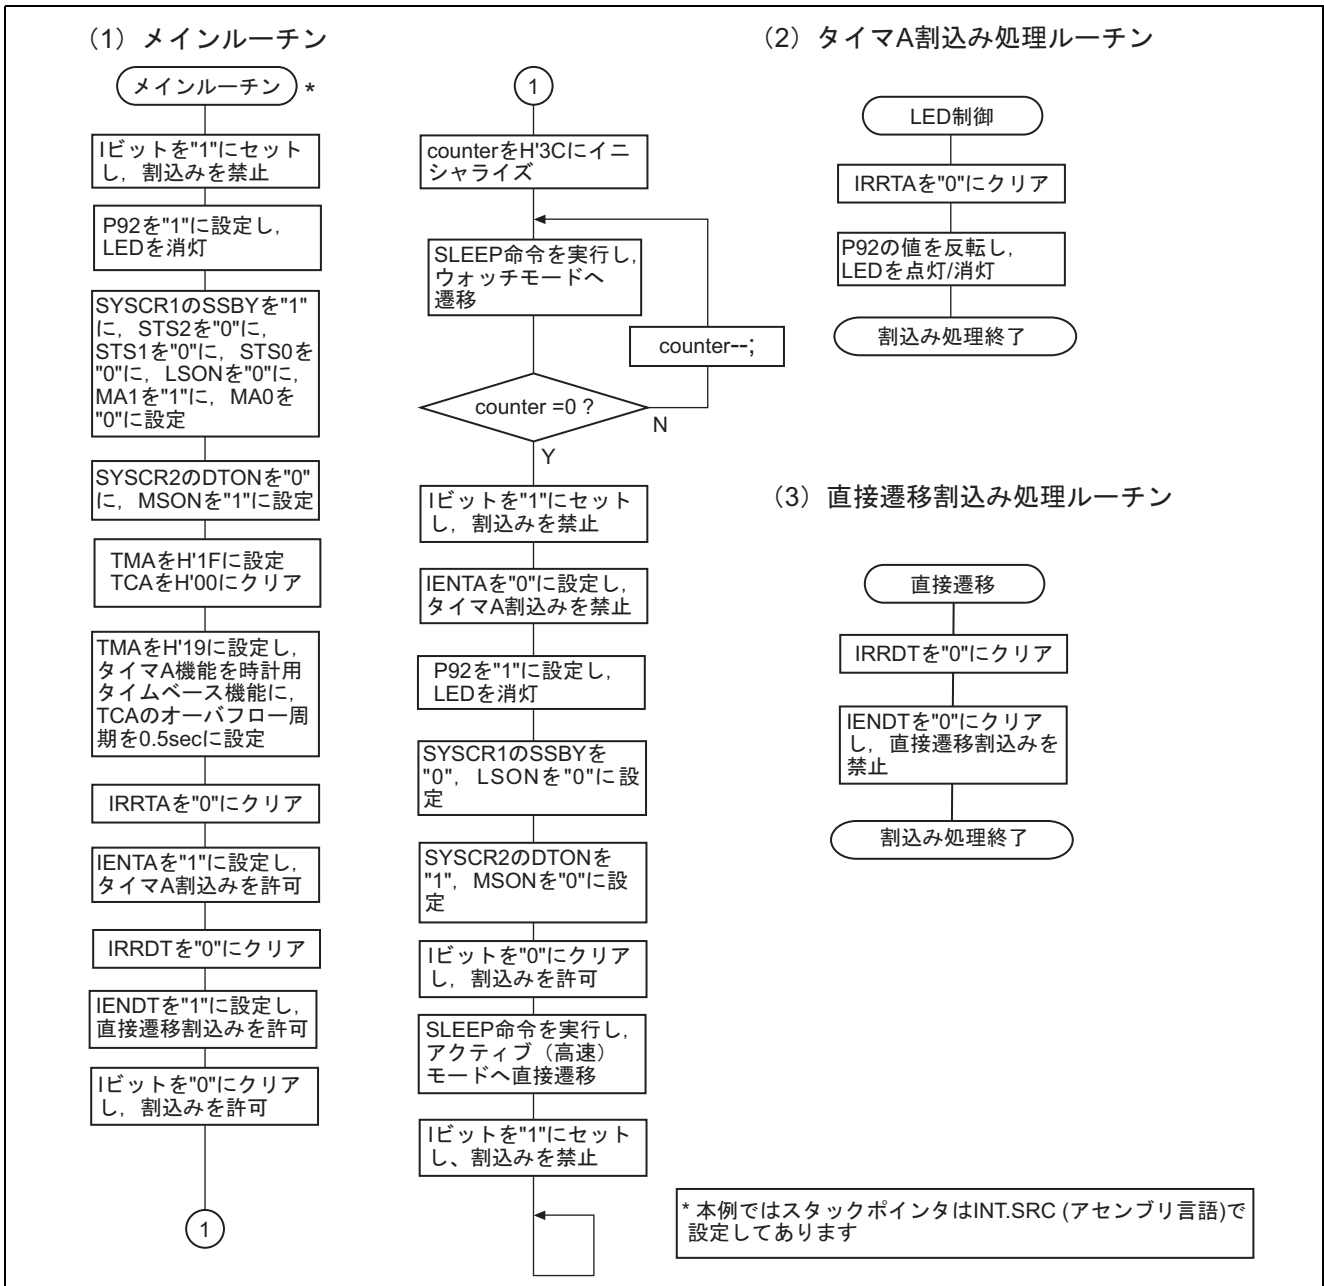 (1) メインルーチン
メインルーチン
*
Iビットを"1"にセット
し，割込みを禁止
P92を"1"に設定し，
LEDを消灯
SYSCR1のSSBYを"1"
に，STS2を"0"に，
STS1を"0"に，STS0を
"0"に，LSONを"0"に，
MA1を"1"に，MA0を
"0"に設定
SYSCR2のDTONを"0"
に，MSONを"1"に設定
TMAをH'1Fに設定
TCAをH'00にクリア
TMAをH'19に設定し，
タイマA機能を時計用
タイムベース機能に，
TCAのオーバフロー周
期を0.5secに設定
IRRTAを"0"にクリア
IENTAを"1"に設定し，
タイマA割込みを許可
IRRDTを"0"にクリア
IENDTを"1"に設定し，
直接遷移割込みを許可
Iビットを"0"にクリア
し，割込みを許可
1
1
counterをH'3Cにイニ
シャライズ
SLEEP命令を実行し，
ウォッチモードへ
遷移
counter--;
counter =0 ?
N
Y
Iビットを"1"にセット
し，割込みを禁止
IENTAを"0"に設定し，
タイマA割込みを禁止
P92を"1"に設定し，
LEDを消灯
SYSCR1のSSBYを
"0"，LSONを"0"に設
定
SYSCR2のDTONを
"1"，MSONを"0"に設
定
Iビットを"0"にクリア
し，割込みを許可
SLEEP命令を実行し，
アクティブ（高速）
モードへ直接遷移
Iビットを"1"にセット
し、割込みを禁止
(2) タイマA割込み処理ルーチン
LED制御
IRRTAを"0"にクリア
P92の値を反転し，
LEDを点灯/消灯
割込み処理終了
(3) 直接遷移割込み処理ルーチン
直接遷移
IRRDTを"0"にクリア
IENDTを"0"にクリア
し，直接遷移割込みを
禁止
割込み処理終了
* 本例ではスタックポインタはINT.SRC (アセンブリ言語)で
設定してあります